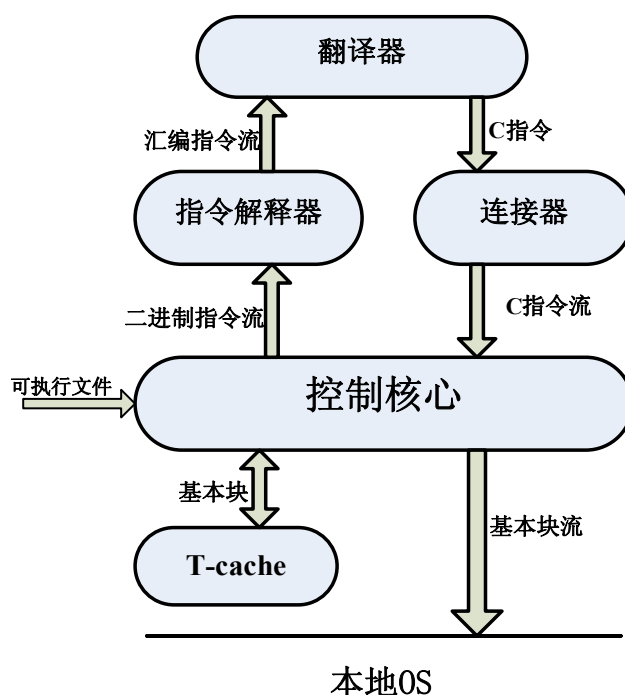 翻译器
汇编指令流
C指令
指令解释器
连接器
二进制指令流
C指令流
可执行文件
控制核心
基本块
基本块流
T-cache
本地OS